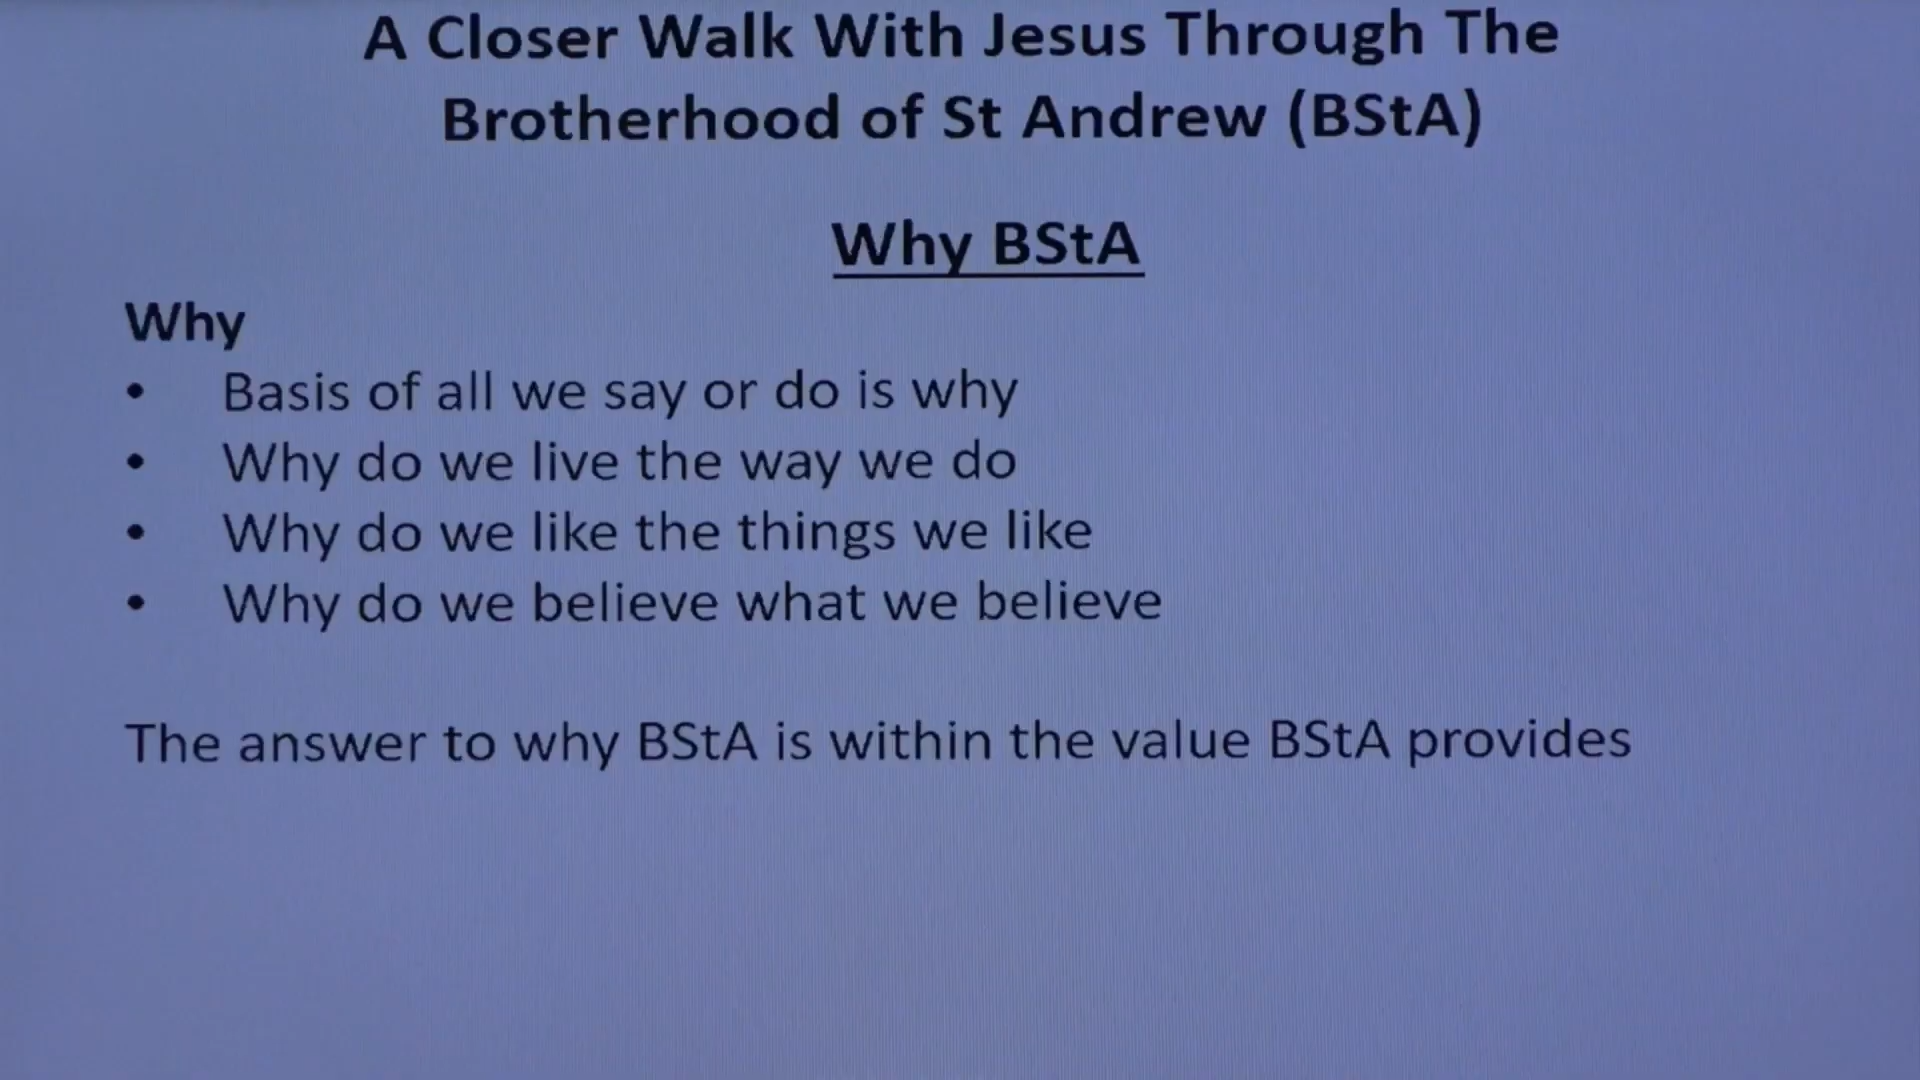 A Closer Walk With Jesus Through The
Brotherhood of St Andrew (BStA)
Why BStA
Why
• Basis of all we say or do is why
• Why do we live the way we do
• Why do we like the things we like
• Why do we believe what we believe
The answer to why BStA is within the value BStA provides